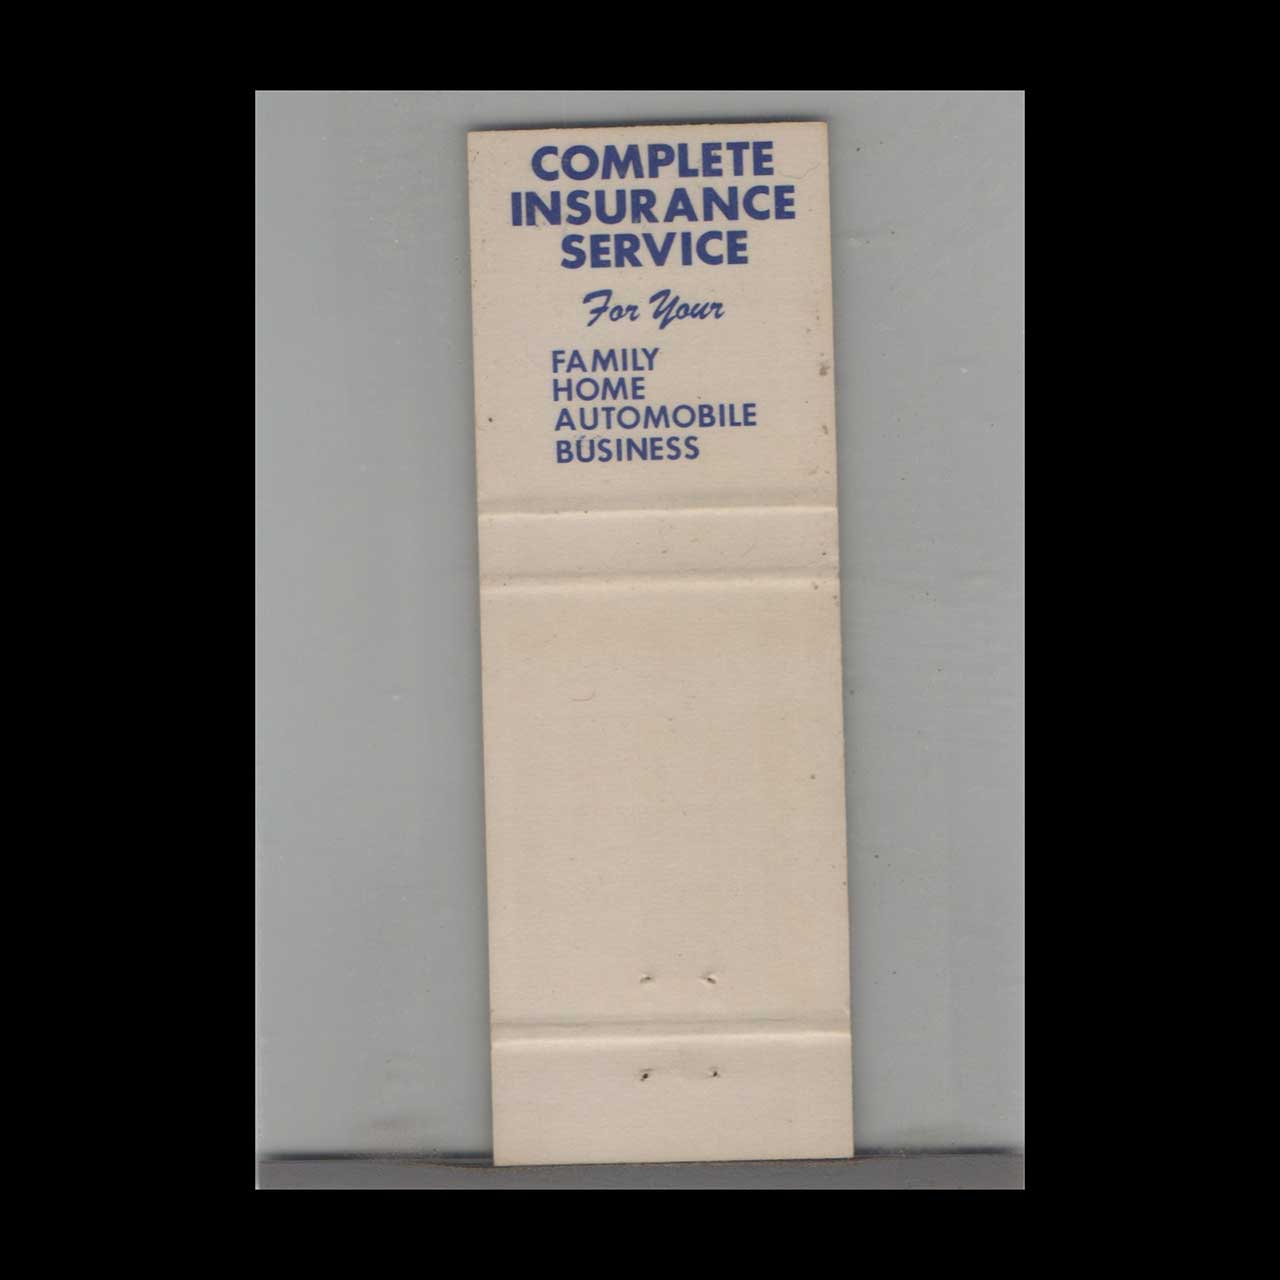 COMPLETE
INSURANCE
SERVICE
For Your
FAMILY
HOME
AUTOMOBILE
BUSINESS